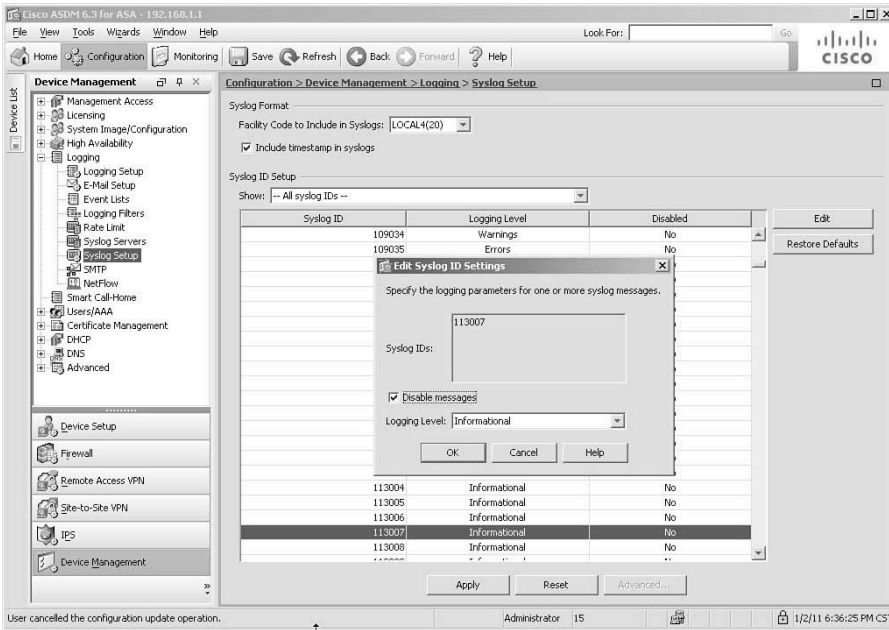 Cisco ASDM 6.3 for ASA - 192.168.1.1
File View Tools Wizards Window Help
Look For:
Go
Home Configuration Monitoring Save Refresh Back Forward Help
CISCO
Device List
Device Management
Management Access
Licensing
System Image/Configuration
High Availability
Logging
Logging Setup
E-Mail Setup
Event Lists
Logging Filters
Rate Limit
Syslog Servers
Syslog Setup
SMTP
NetFlow
Smart Call-Home
Users/AAA
Certificate Management
DHCP
DNS
Advanced
Device Setup
Firewall
Remote Access VPN
Site-to-Site VPN
IPS
Device Management
Configuration > Device Management > Logging > Syslog Setup
Syslog Format
Facility Code to Include in Syslogs: LOCAL4(20)
Include timestamp in syslogs
Syslog ID Setup
Show: -- All syslog IDs --
Syslog ID Logging Level Disabled
109034 Warnings No
109035 Errors No
Edit
Restore Defaults
Edit Syslog ID Settings
Specify the logging parameters for one or more syslog messages.
Syslog IDs:
113007
Disable messages
Logging Level: Informational
OK Cancel Help
113004 Informational No
113005 Informational No
113006 Informational No
113007 Informational No
113008 Informational No
Apply Reset Advanced...
User cancelled the configuration update operation.
Administrator 15
1/2/11 6:36:25 PM CS